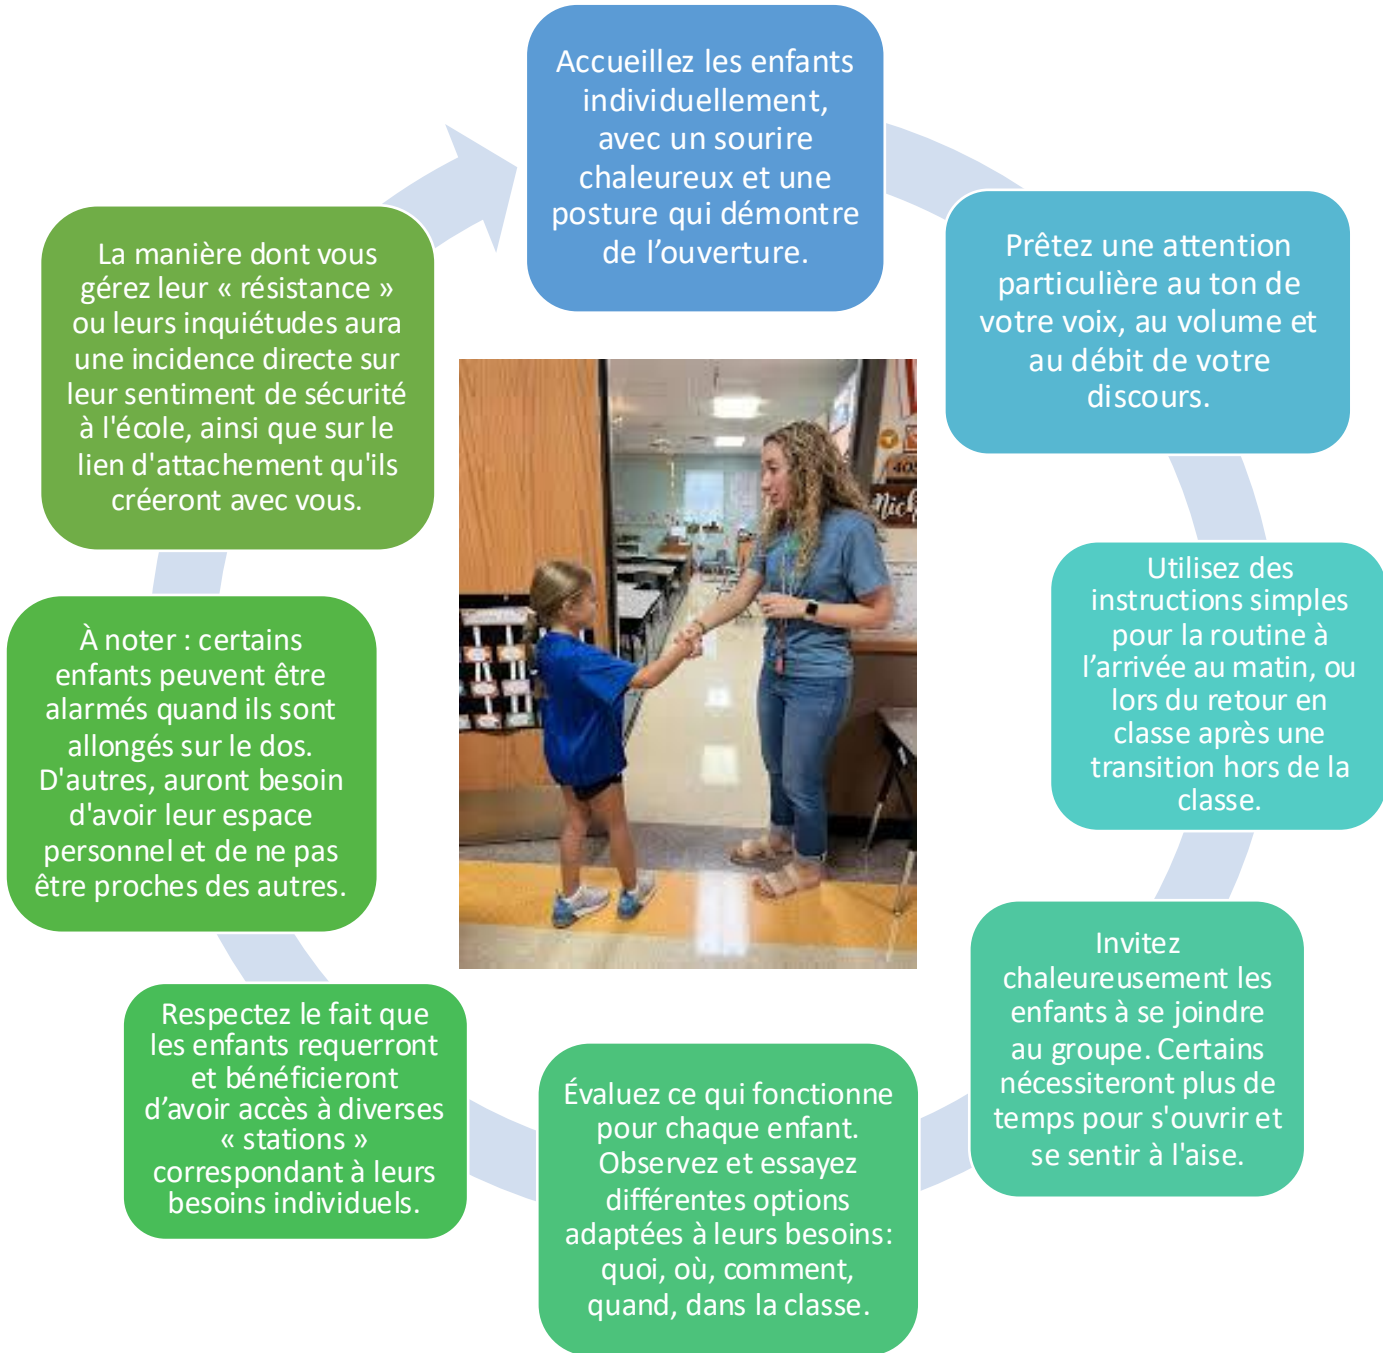 Accueillez les enfants
individuellement,
avec un sourire
chaleureux et une
posture qui démontre
de l’ouverture.
Prêtez une attention
particulière au ton de
votre voix, au volume et
au débit de votre
discours.
Utilisez des
instructions simples
pour la routine à
l’arrivée au matin, ou
lors du retour en
classe après une
transition hors de la
classe.
Invitez
chaleureusement les
enfants à se joindre
au groupe. Certains
nécessiteront plus de
temps pour s'ouvrir et
se sentir à l'aise.
Évaluez ce qui fonctionne
pour chaque enfant.
Observez et essayez
différentes options
adaptées à leurs besoins:
quoi, où, comment,
quand, dans la classe.
Respectez le fait que
les enfants requerront
et bénéficieront
d’avoir accès à diverses
« stations »
correspondant à leurs
besoins individuels.
À noter : certains
enfants peuvent être
alarmés quand ils sont
allongés sur le dos.
D'autres, auront besoin
d'avoir leur espace
personnel et de ne pas
être proches des autres.
La manière dont vous
gérez leur « résistance »
ou leurs inquiétudes aura
une incidence directe sur
leur sentiment de sécurité
à l'école, ainsi que sur le
lien d'attachement qu'ils
créeront avec vous.
405
Nich